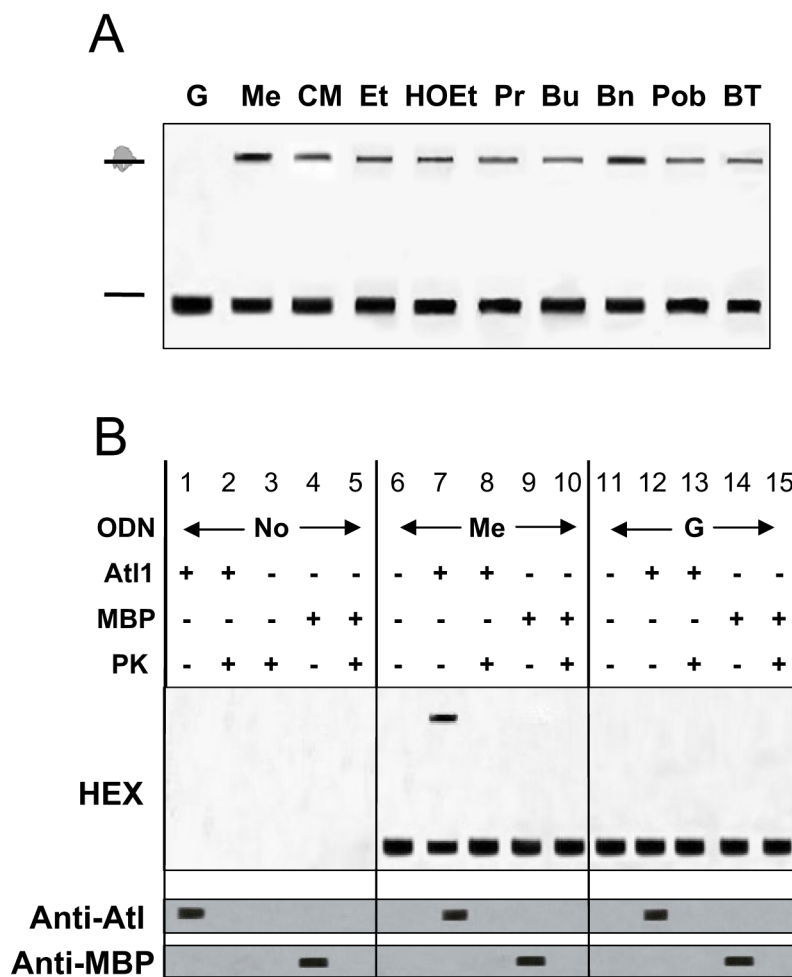 A
G Me CM Et HOEt Pr Bu Bn Pob BT
B
1 2 3 4 5 6 7 8 9 10 11 12 13 14 15
ODN No Me G
Atl1 + + - - - - + + - - - + + - -
MBP - - - + + - - - + + - - - + +
PK - + + - + - - + - + - - + - +
HEX
Anti-Atl
Anti-MBP